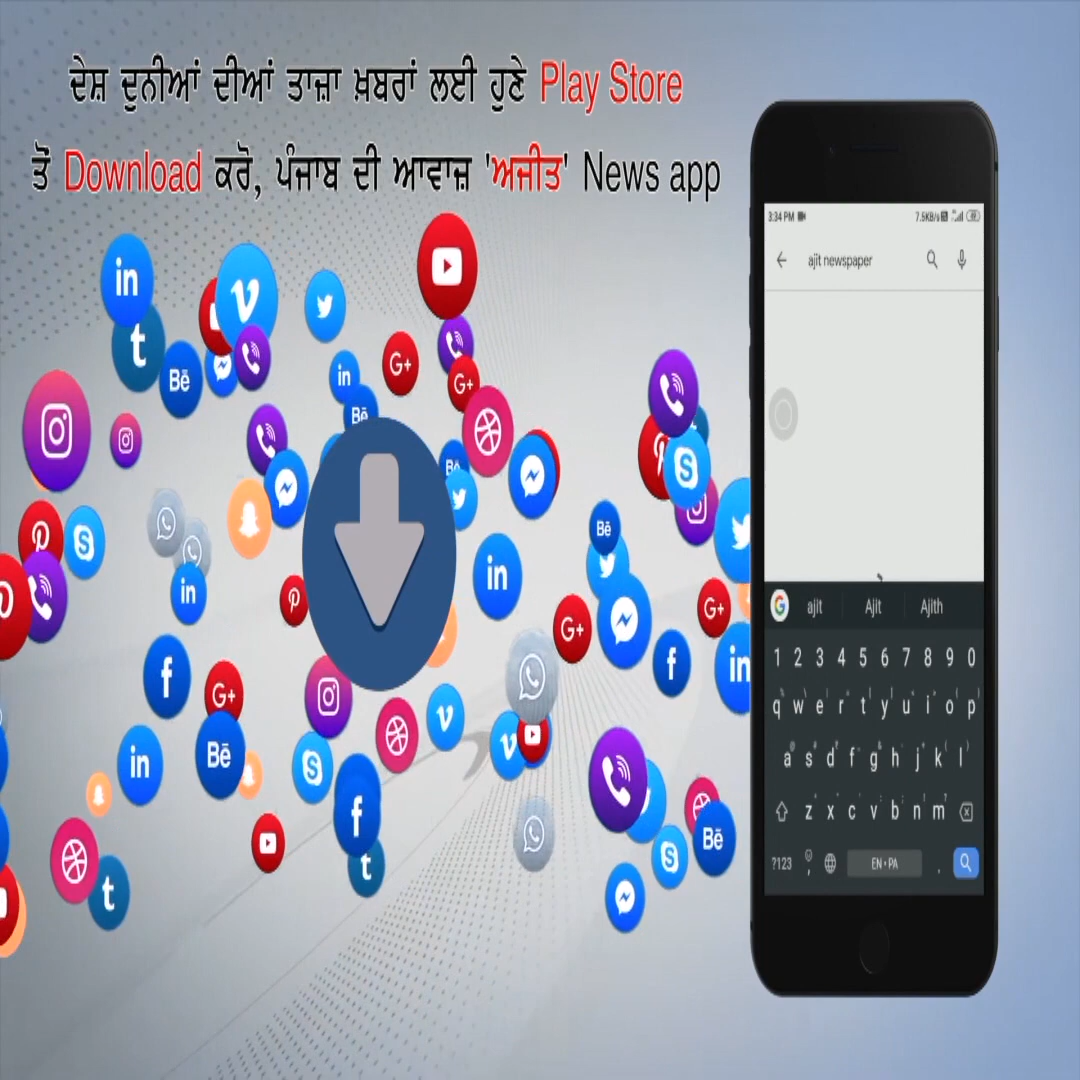 ਦੇਸ਼ ਦੁਨੀਆਂ ਦੀਆਂ ਤਾਜ਼ਾ ਖ਼ਬਰਾਂ ਲਈ ਹੁਣੇ Play Store
ਤੋਂ Download ਕਰੋ, ਪੰਜਾਬ ਦੀ ਆਵਾਜ਼ 'ਅਜੀਤ' News app
3:34 PM 7.5KB/s
ajit newspaper
ajit Ajit Ajith
1 2 3 4 5 6 7 8 9 0
q w e r t y u i o p
a s d f g h j k l
z x c v b n m
?123 , EN • PA .